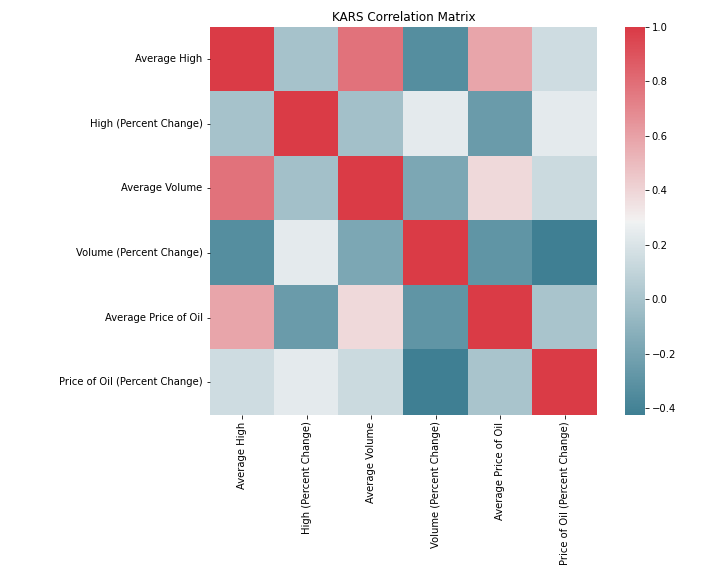 KARS Correlation Matrix
Average High
High (Percent Change)
Average Volume
Volume (Percent Change)
Average Price of Oil
Price of Oil (Percent Change)
Average High
High (Percent Change)
Average Volume
Volume (Percent Change)
Average Price of Oil
Price of Oil (Percent Change)
1.0
0.8
0.6
0.4
0.2
0.0
−0.2
−0.4